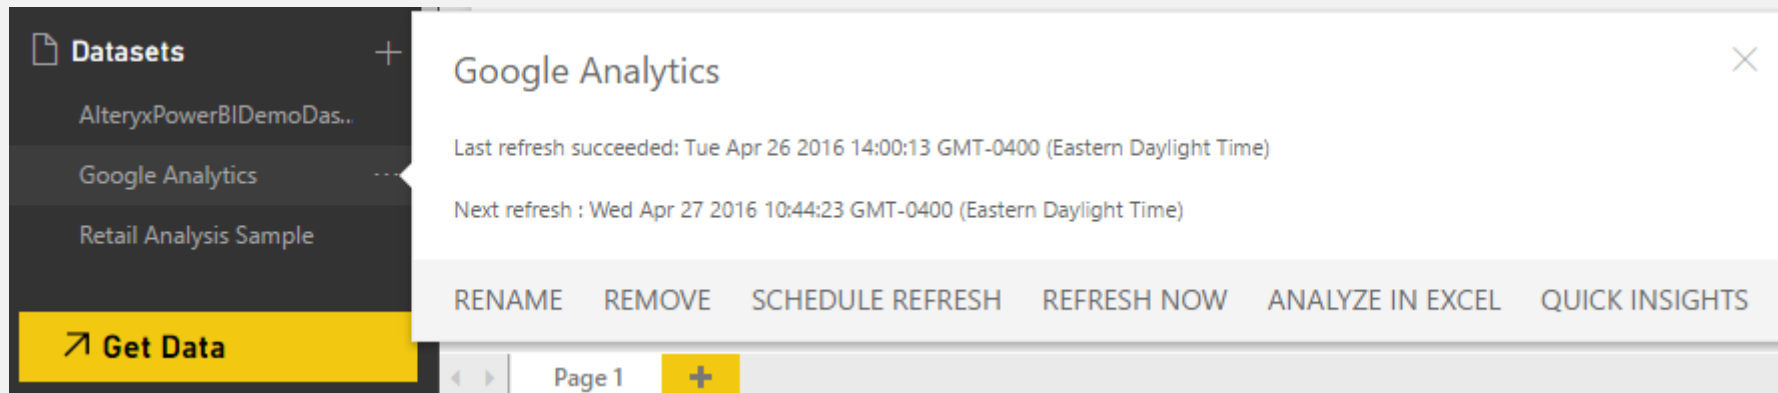 Datasets
AlteryxPowerBIDemoDas...
Google Analytics ...
Retail Analysis Sample
Get Data
Google Analytics
Last refresh succeeded: Tue Apr 26 2016 14:00:13 GMT-0400 (Eastern Daylight Time)
Next refresh : Wed Apr 27 2016 10:44:23 GMT-0400 (Eastern Daylight Time)
RENAME REMOVE SCHEDULE REFRESH REFRESH NOW ANALYZE IN EXCEL QUICK INSIGHTS
Page 1